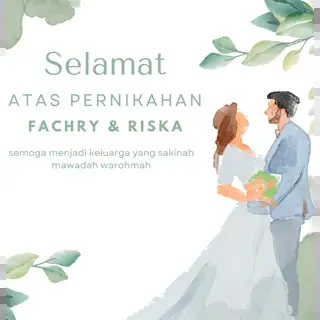 Selamat
ATAS PERNIKAHAN
FACHRY & RISKA
semoga menjadi keluarga yang sakinah
mawadah warohmah